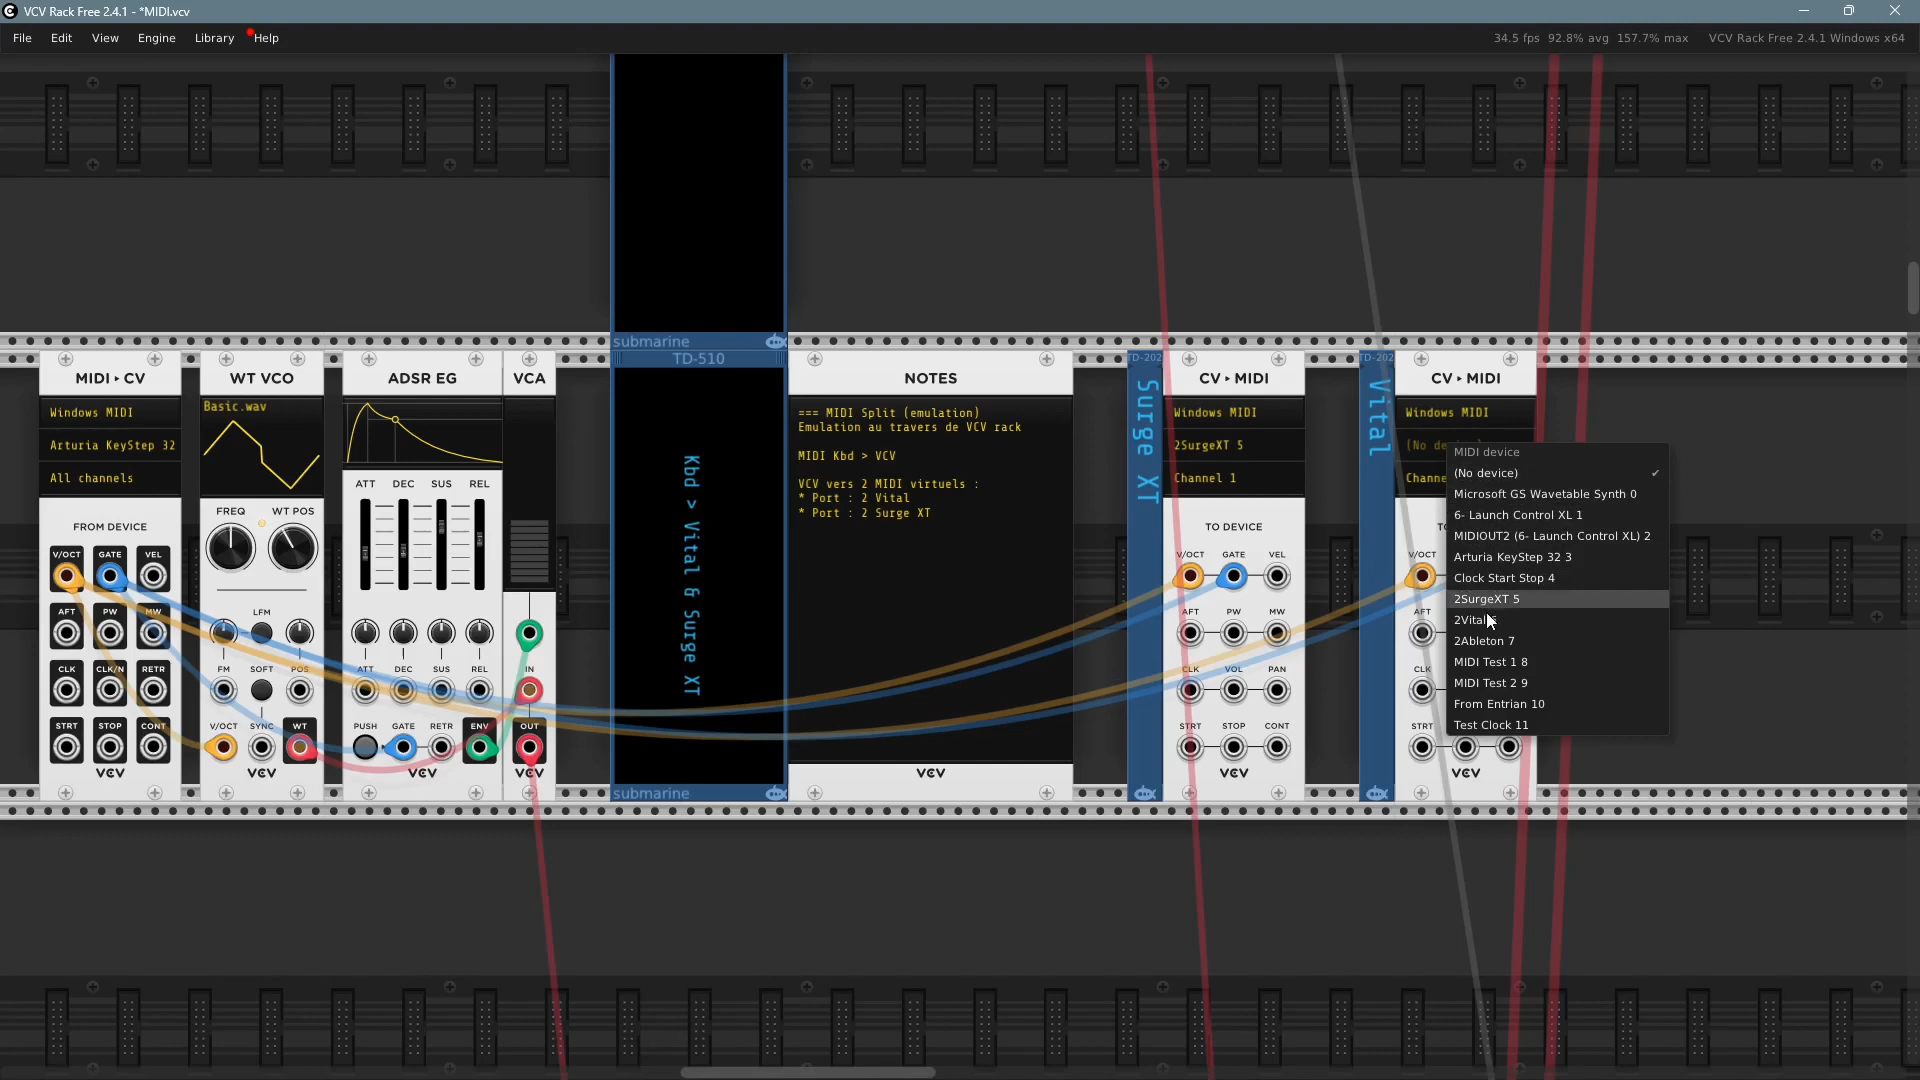 VCV Rack Free 2.4.1 - *MIDI.vcv
File Edit View Engine Library Help
34.5 fps 92.8% avg 157.7% max VCV Rack Free 2.4.1 Windows x64
submarine
TD-510
Kbd > Vital & Surge XT
submarine
MIDI ▸ CV
Windows MIDI
Arturia KeyStep 32
All channels
FROM DEVICE
V/OCT GATE VEL
AFT PW MW
CLK CLK/N RETR
STRT STOP CONT
VCV
WT VCO
Basic.wav
FREQ WT POS
LFM
FM SOFT POS
V/OCT SYNC WT
VCV
ADSR EG
ATT DEC SUS REL
ATT DEC SUS REL
PUSH GATE RETR ENV
VCV
VCA
IN
OUT
VCV
NOTES
=== MIDI Split (emulation)
Emulation au travers de VCV rack
MIDI Kbd > VCV
VCV vers 2 MIDI virtuels :
* Port : 2 Vital
* Port : 2 Surge XT
VCV
TD-202
Surge XT
CV ▸ MIDI
Windows MIDI
2SurgeXT 5
Channel 1
TO DEVICE
V/OCT GATE VEL
AFT PW MW
CLK VOL PAN
STRT STOP CONT
VCV
TD-202
Vital
CV ▸ MIDI
Windows MIDI
(No de
Channe
V/OCT
AFT
CLK
STRT
VCV
MIDI device
(No device) ✓
Microsoft GS Wavetable Synth 0
6- Launch Control XL 1
MIDIOUT2 (6- Launch Control XL) 2
Arturia KeyStep 32 3
Clock Start Stop 4
2SurgeXT 5
2Vital
2Ableton 7
MIDI Test 1 8
MIDI Test 2 9
From Entrian 10
Test Clock 11